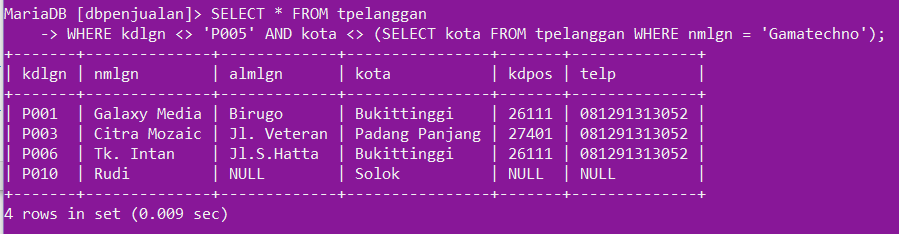 MariaDB [dbpenjualan]> SELECT * FROM tpelanggan
    -> WHERE kdlgn <> 'P005' AND kota <> (SELECT kota FROM tpelanggan WHERE nmlgn = 'Gamatechno');
+-------+--------------+-------------+----------------+-------+--------------+
| kdlgn | nmlgn        | almlgn      | kota           | kdpos | telp         |
+-------+--------------+-------------+----------------+-------+--------------+
| P001  | Galaxy Media | Birugo      | Bukittinggi    | 26111 | 081291313052 |
| P003  | Citra Mozaic | Jl. Veteran | Padang Panjang | 27401 | 081291313052 |
| P006  | Tk. Intan    | Jl.S.Hatta  | Bukittinggi    | 26111 | 081291313052 |
| P010  | Rudi         | NULL        | Solok          | NULL  | NULL         |
+-------+--------------+-------------+----------------+-------+--------------+
4 rows in set (0.009 sec)